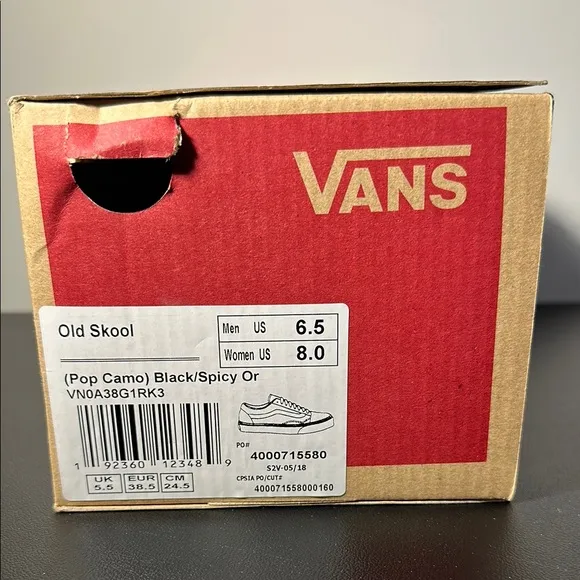 VANS
Old Skool
Men US 6.5
Women US 8.0
(Pop Camo) Black/Spicy Or
VN0A38G1RK3
PO#
4000715580
S2V-05/18
CPSIA PO/CUT#
400071558000160
1 92360 12348 9
UK EUR CM
5.5 38.5 24.5